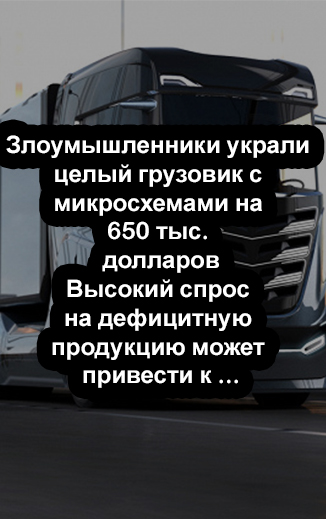 Злоумышленники украли
целый грузовик с
микросхемами на
650 тыс.
долларов
Высокий спрос
на дефицитную
продукцию может
привести к ...